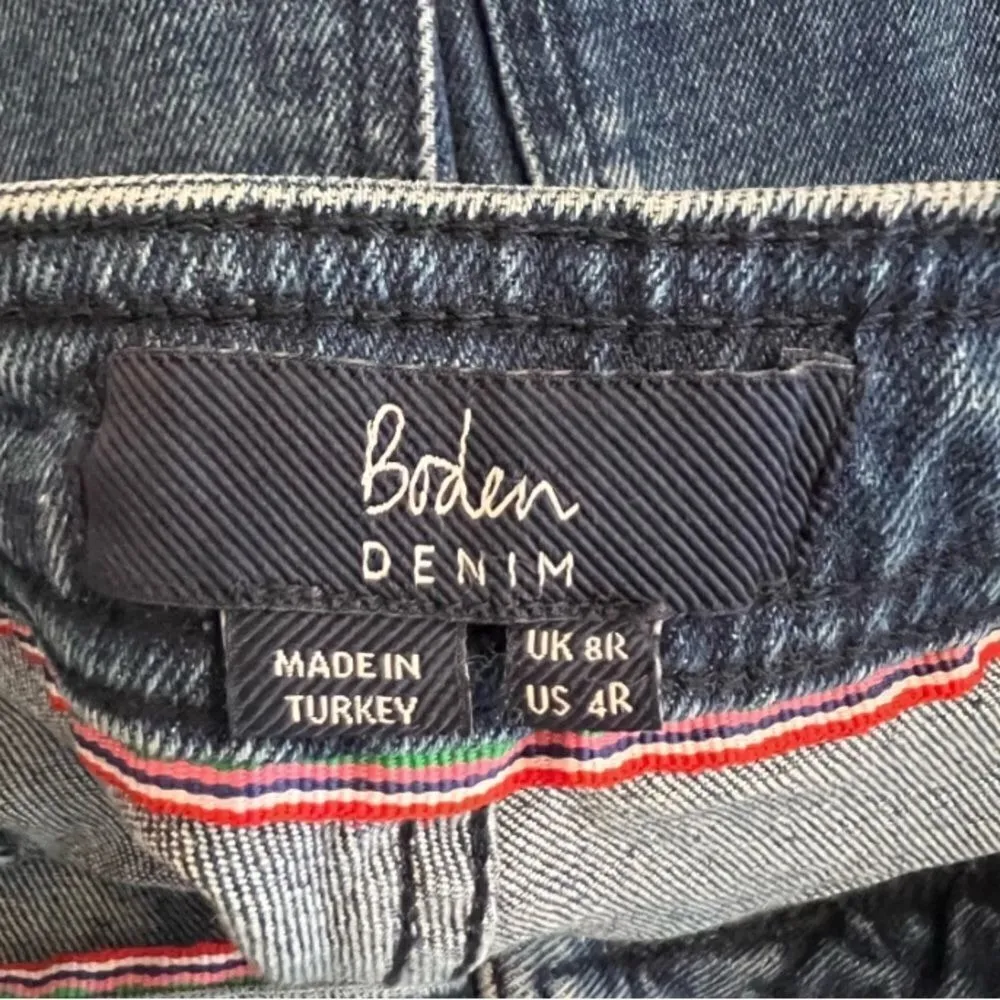 Boden
DENIM
MADE IN
TURKEY
UK 8R
US 4R